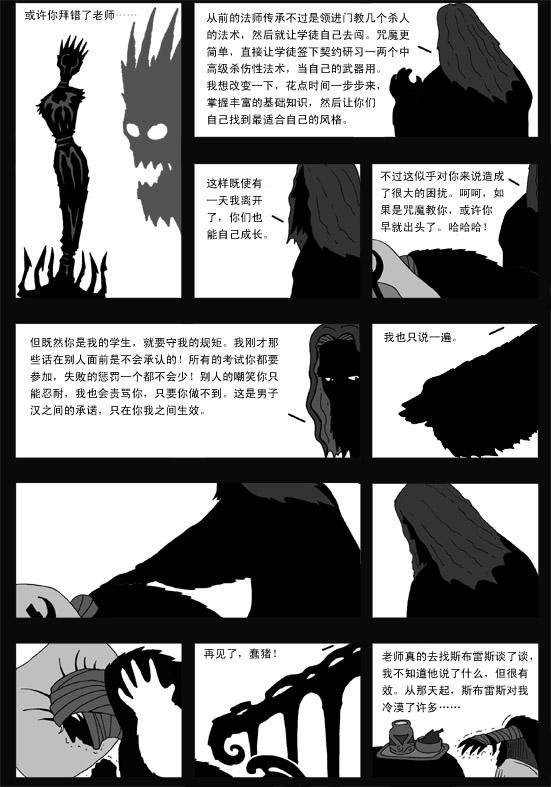 或许你拜错了老师……
从前的法师传承不过是领进门教几个杀人
的法术，然后就让学徒自己去闯。咒魔更
简单，直接让学徒签下契约研习一两个中
高级杀伤性法术，当自己的武器用。
我想改变一下，花点时间一步步来，
掌握丰富的基础知识，然后让你们
自己找到最适合自己的风格。
这样既使有
一天我离开
了，你们也
能自己成长。
不过这似乎对你来说造成
了很大的困扰。呵呵，如
果是咒魔教你，或许你
早就出头了。哈哈哈！
但既然你是我的学生，就要守我的规矩。我刚才那
些话在别人面前是不会承认的！所有的考试你都要
参加，失败的惩罚一个都不会少！别人的嘲笑你只
能忍耐，我也会责骂你，只要你做不到。这是男子
汉之间的承诺，只在你我之间生效。
我也只说一遍。
再见了，蠢猪！
老师真的去找斯布雷斯谈了谈，
我不知道他说了什么，但很有
效。从那天起，斯布雷斯对我
冷漠了许多……